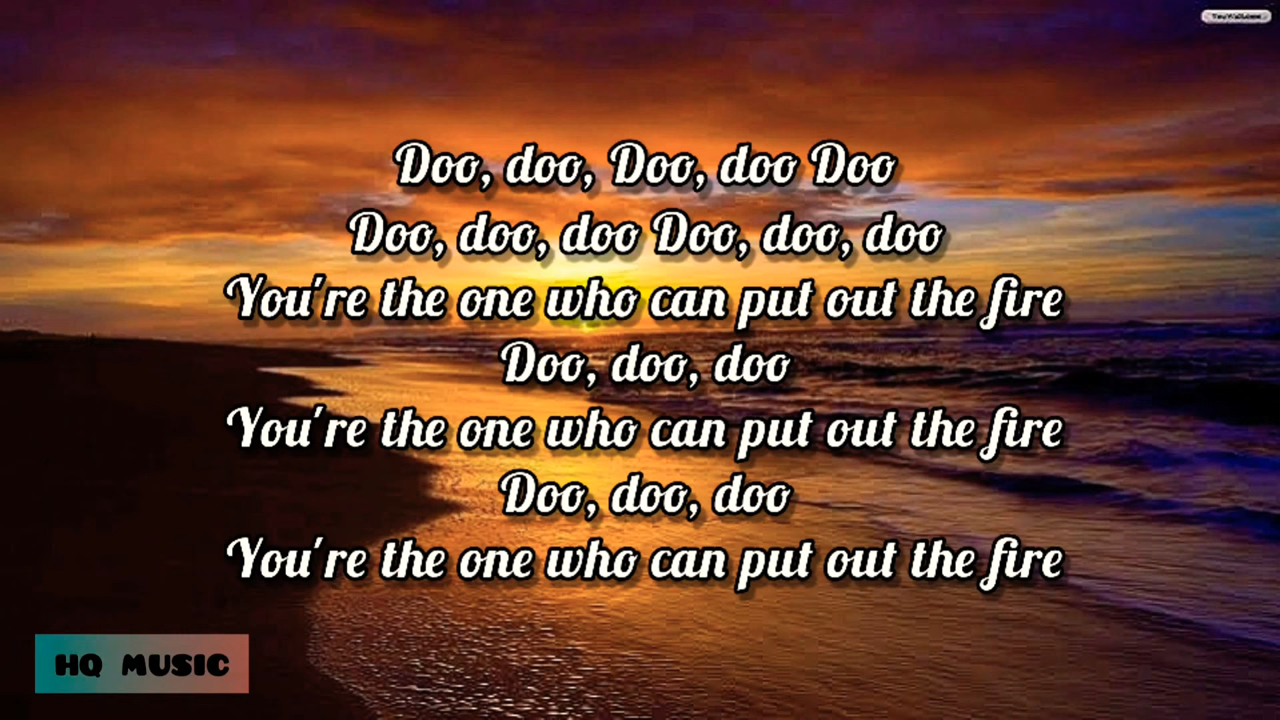 Doo, doo, Doo, doo Doo
Doo, doo, doo Doo, doo, doo
You're the one who can put out the fire
Doo, doo, doo
You're the one who can put out the fire
Doo, doo, doo
You're the one who can put out the fire
HQ MUSIC